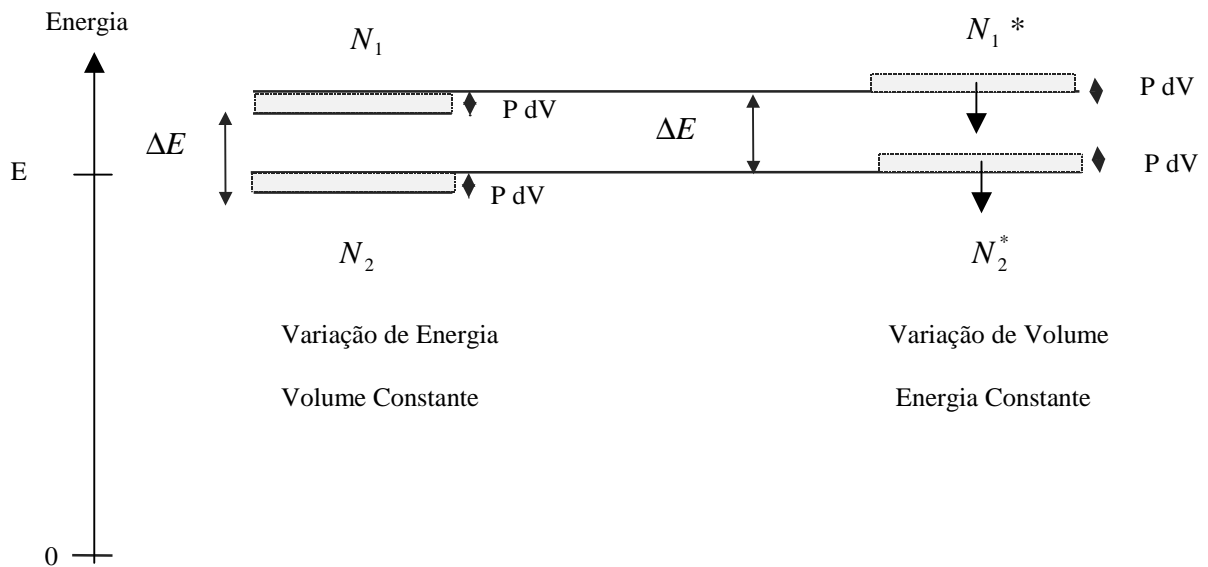 Energia
N₁
N₁ *
P dV
P dV
ΔE
ΔE
P dV
E
P dV
N₂
N₂*
Variação de Energia
Variação de Volume
Volume Constante
Energia Constante
0